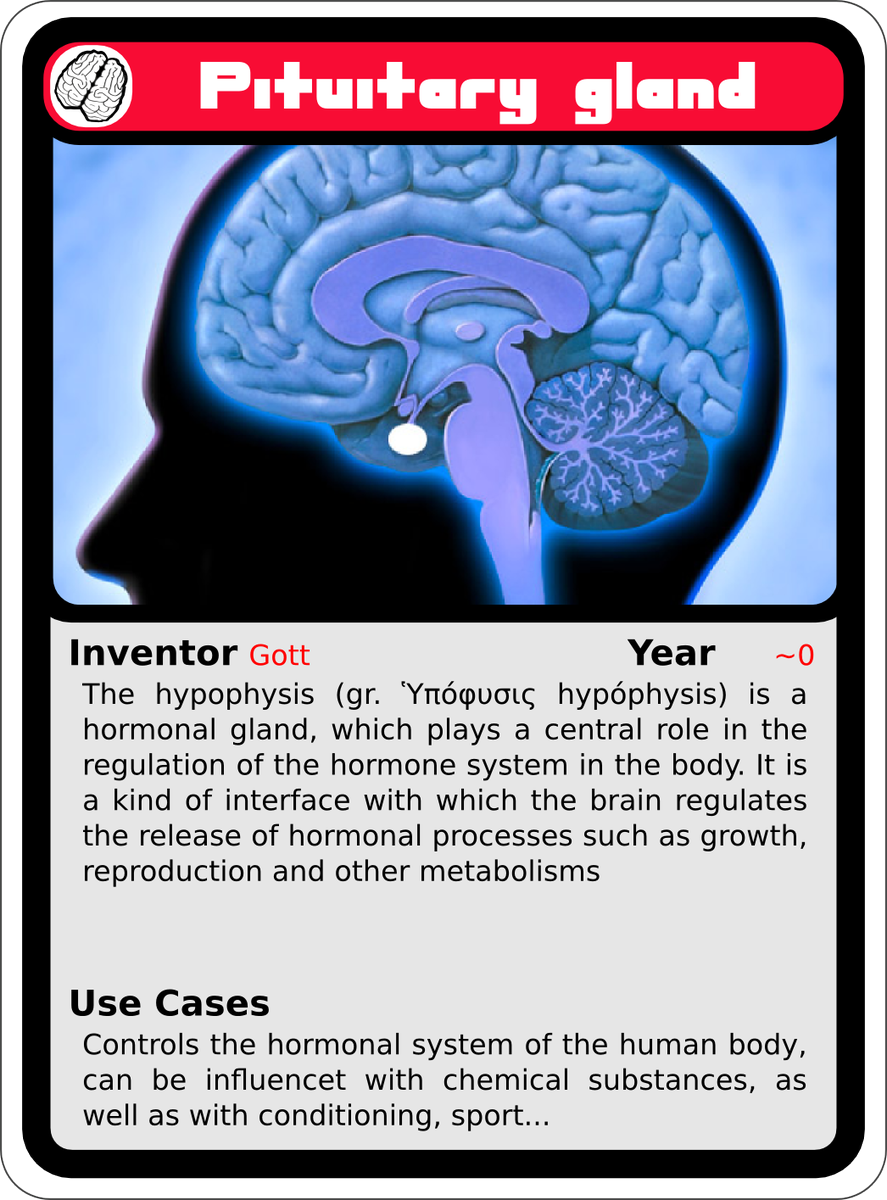 Pituitary gland
Inventor Gott Year ~0
The hypophysis (gr. Ὑπόφυσις hypóphysis) is a
hormonal gland, which plays a central role in the
regulation of the hormone system in the body. It is
a kind of interface with which the brain regulates
the release of hormonal processes such as growth,
reproduction and other metabolisms
Use Cases
Controls the hormonal system of the human body,
can be influencet with chemical substances, as
well as with conditioning, sport...